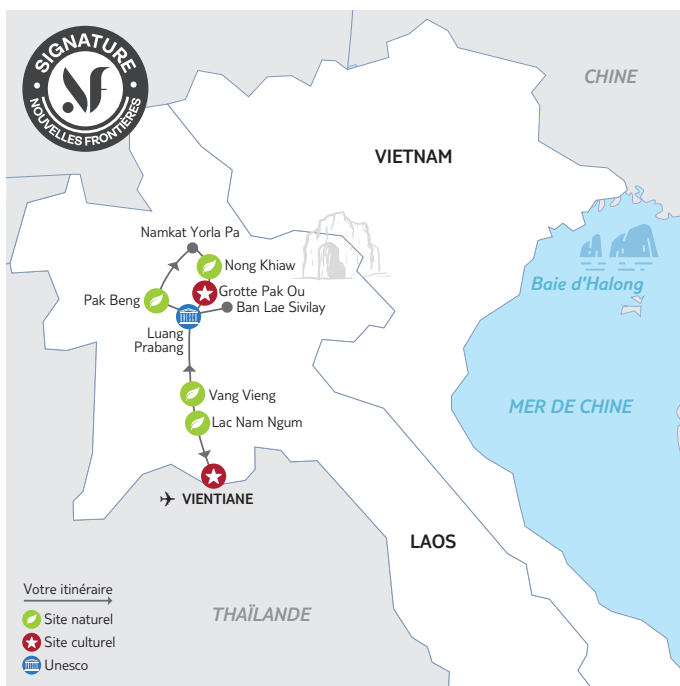 SIGNATURE
NF
NOUVELLES FRONTIÈRES
CHINE
VIETNAM
Namkat Yorla Pa
Nong Khiaw
Baie d'Halong
Pak Beng
Grotte Pak Ou
Ban Lae Sivilay
UNESCO
Luang
Prabang
Vang Vieng
MER DE CHINE
Lac Nam Ngum
VIENTIANE
LAOS
Votre itinéraire
THAÏLANDE
Site naturel
Site culturel
Unesco